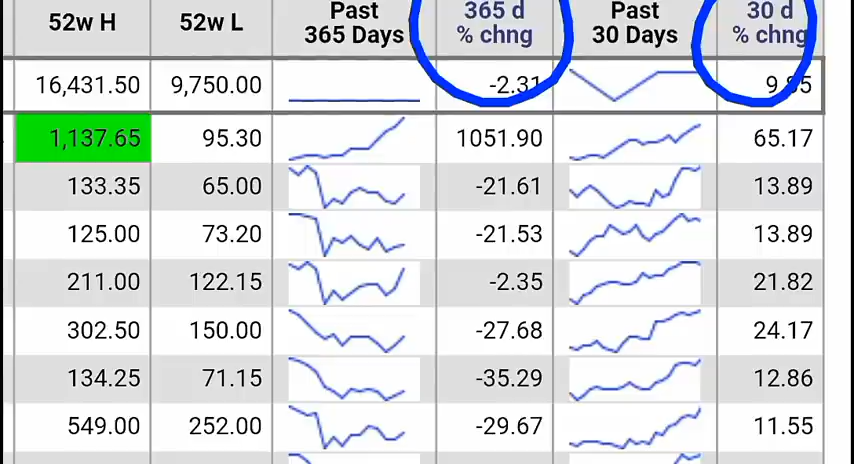 52w H 52w L Past 365 Days 365 d % chng Past 30 Days 30 d % chng
16,431.50 9,750.00 -2.31
1,137.65 95.30 1051.90 65.17
133.35 65.00 -21.61 13.89
125.00 73.20 -21.53 13.89
211.00 122.15 -2.35 21.82
302.50 150.00 -27.68 24.17
134.25 71.15 -35.29 12.86
549.00 252.00 -29.67 11.55